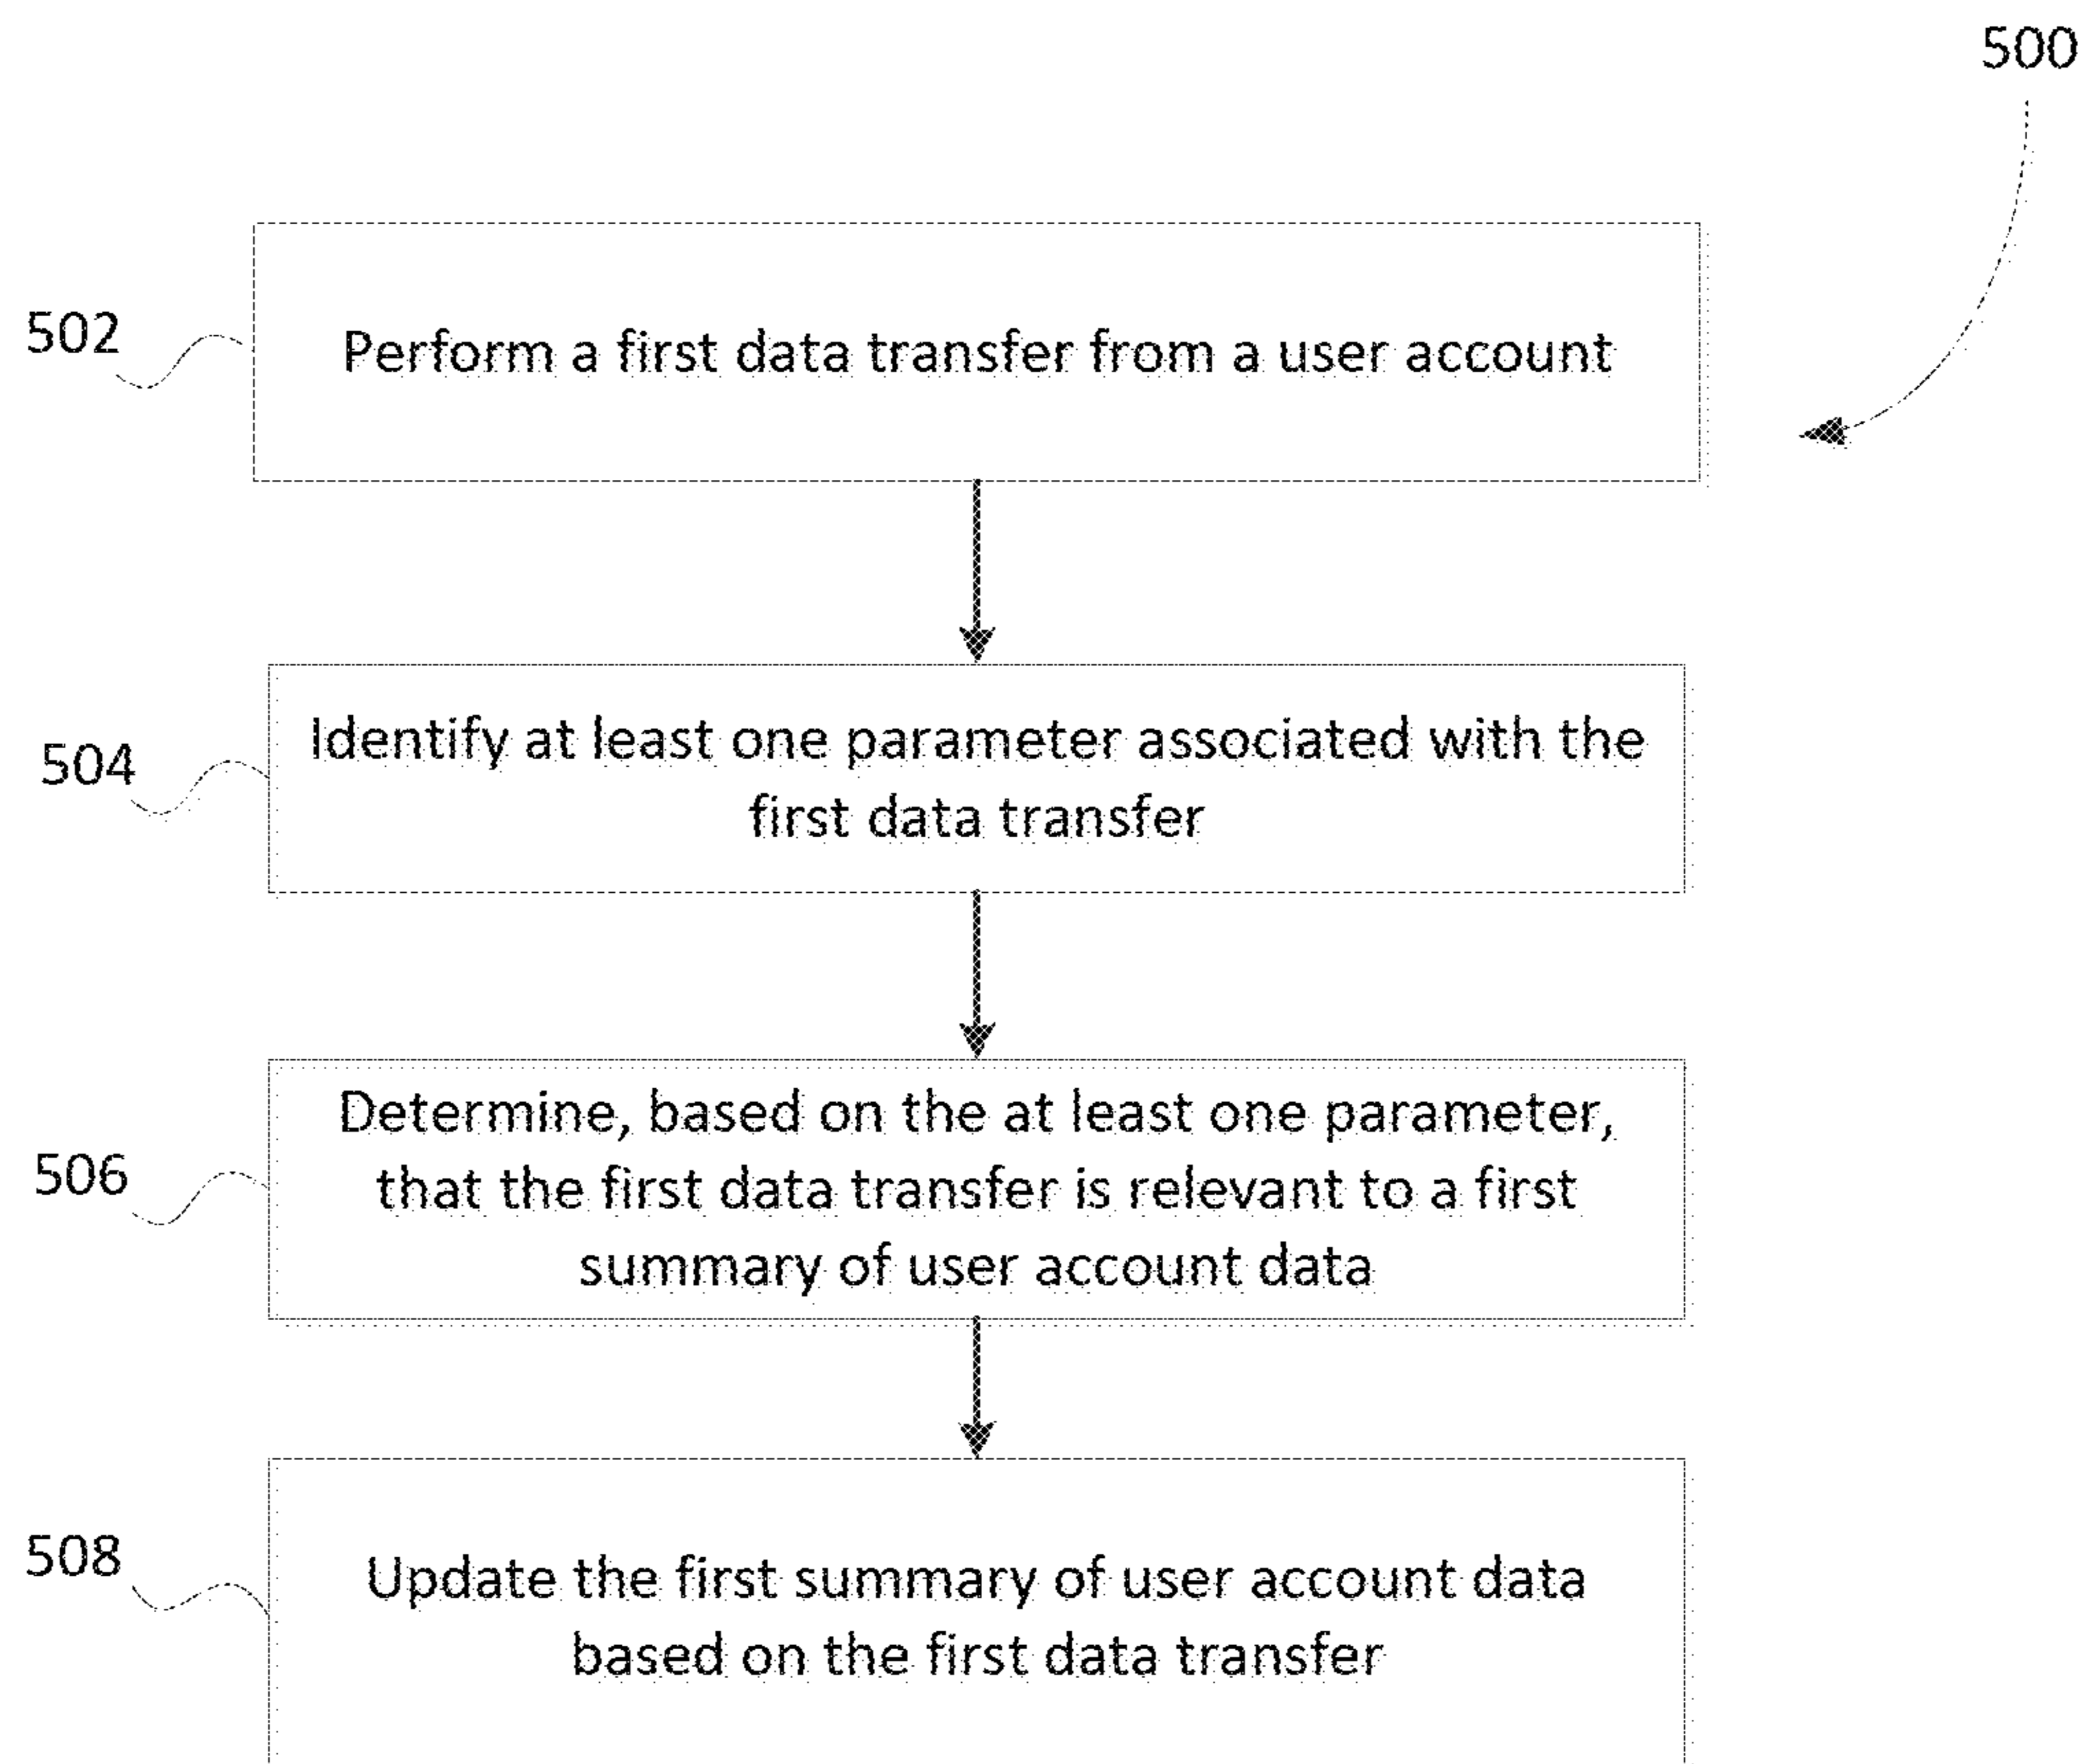 500
502
Perform a first data transfer from a user account
504
Identify at least one parameter associated with the
first data transfer
506
Determine, based on the at least one parameter,
that the first data transfer is relevant to a first
summary of user account data
508
Update the first summary of user account data
based on the first data transfer